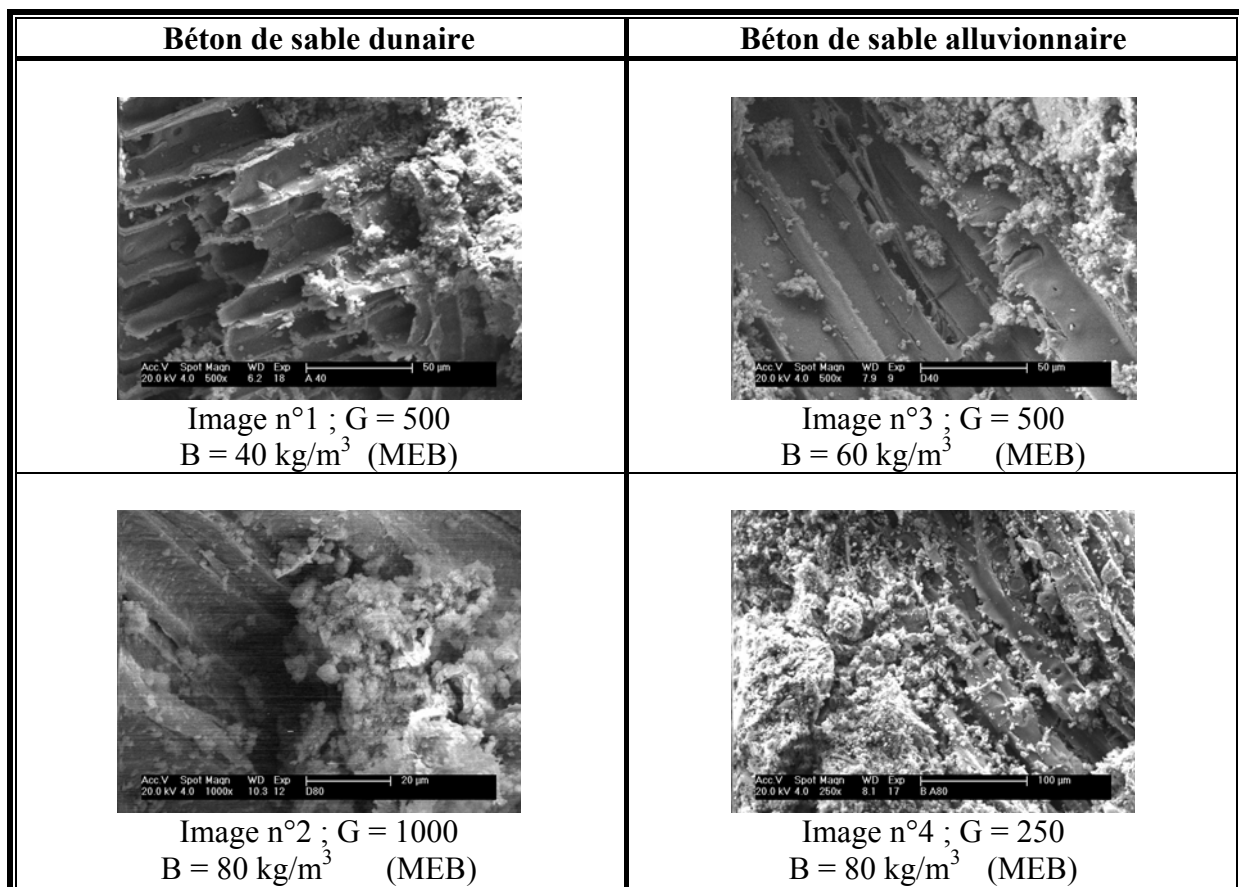 Béton de sable dunaire
Béton de sable alluvionnaire
Acc.V Spot Magn WD Exp 50 µm
20.0 kV 4.0 500x 6.2 18 A 40
Image n°1 ; G = 500
B = 40 kg/m³ (MEB)
Acc.V Spot Magn WD Exp 50 µm
20.0 kV 4.0 500x 7.9 9 D40
Image n°3 ; G = 500
B = 60 kg/m³ (MEB)
Acc.V Spot Magn WD Exp 20 µm
20.0 kV 4.0 1000x 10.3 12 D80
Image n°2 ; G = 1000
B = 80 kg/m³ (MEB)
Acc.V Spot Magn WD Exp 100 µm
20.0 kV 4.0 250x 8.1 17 B A80
Image n°4 ; G = 250
B = 80 kg/m³ (MEB)